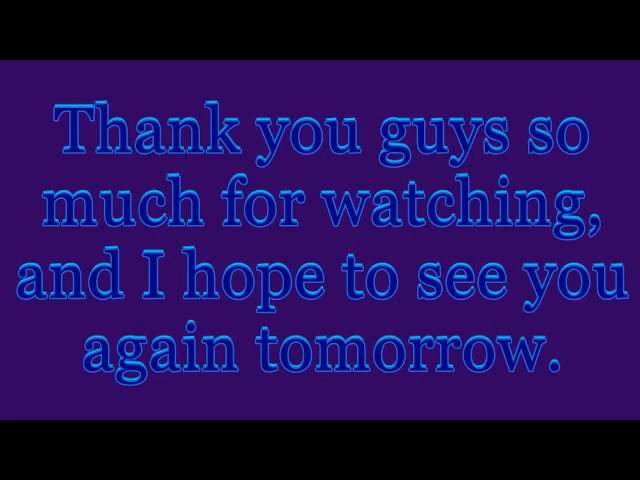 Thank you guys so
much for watching,
and I hope to see you
again tomorrow.